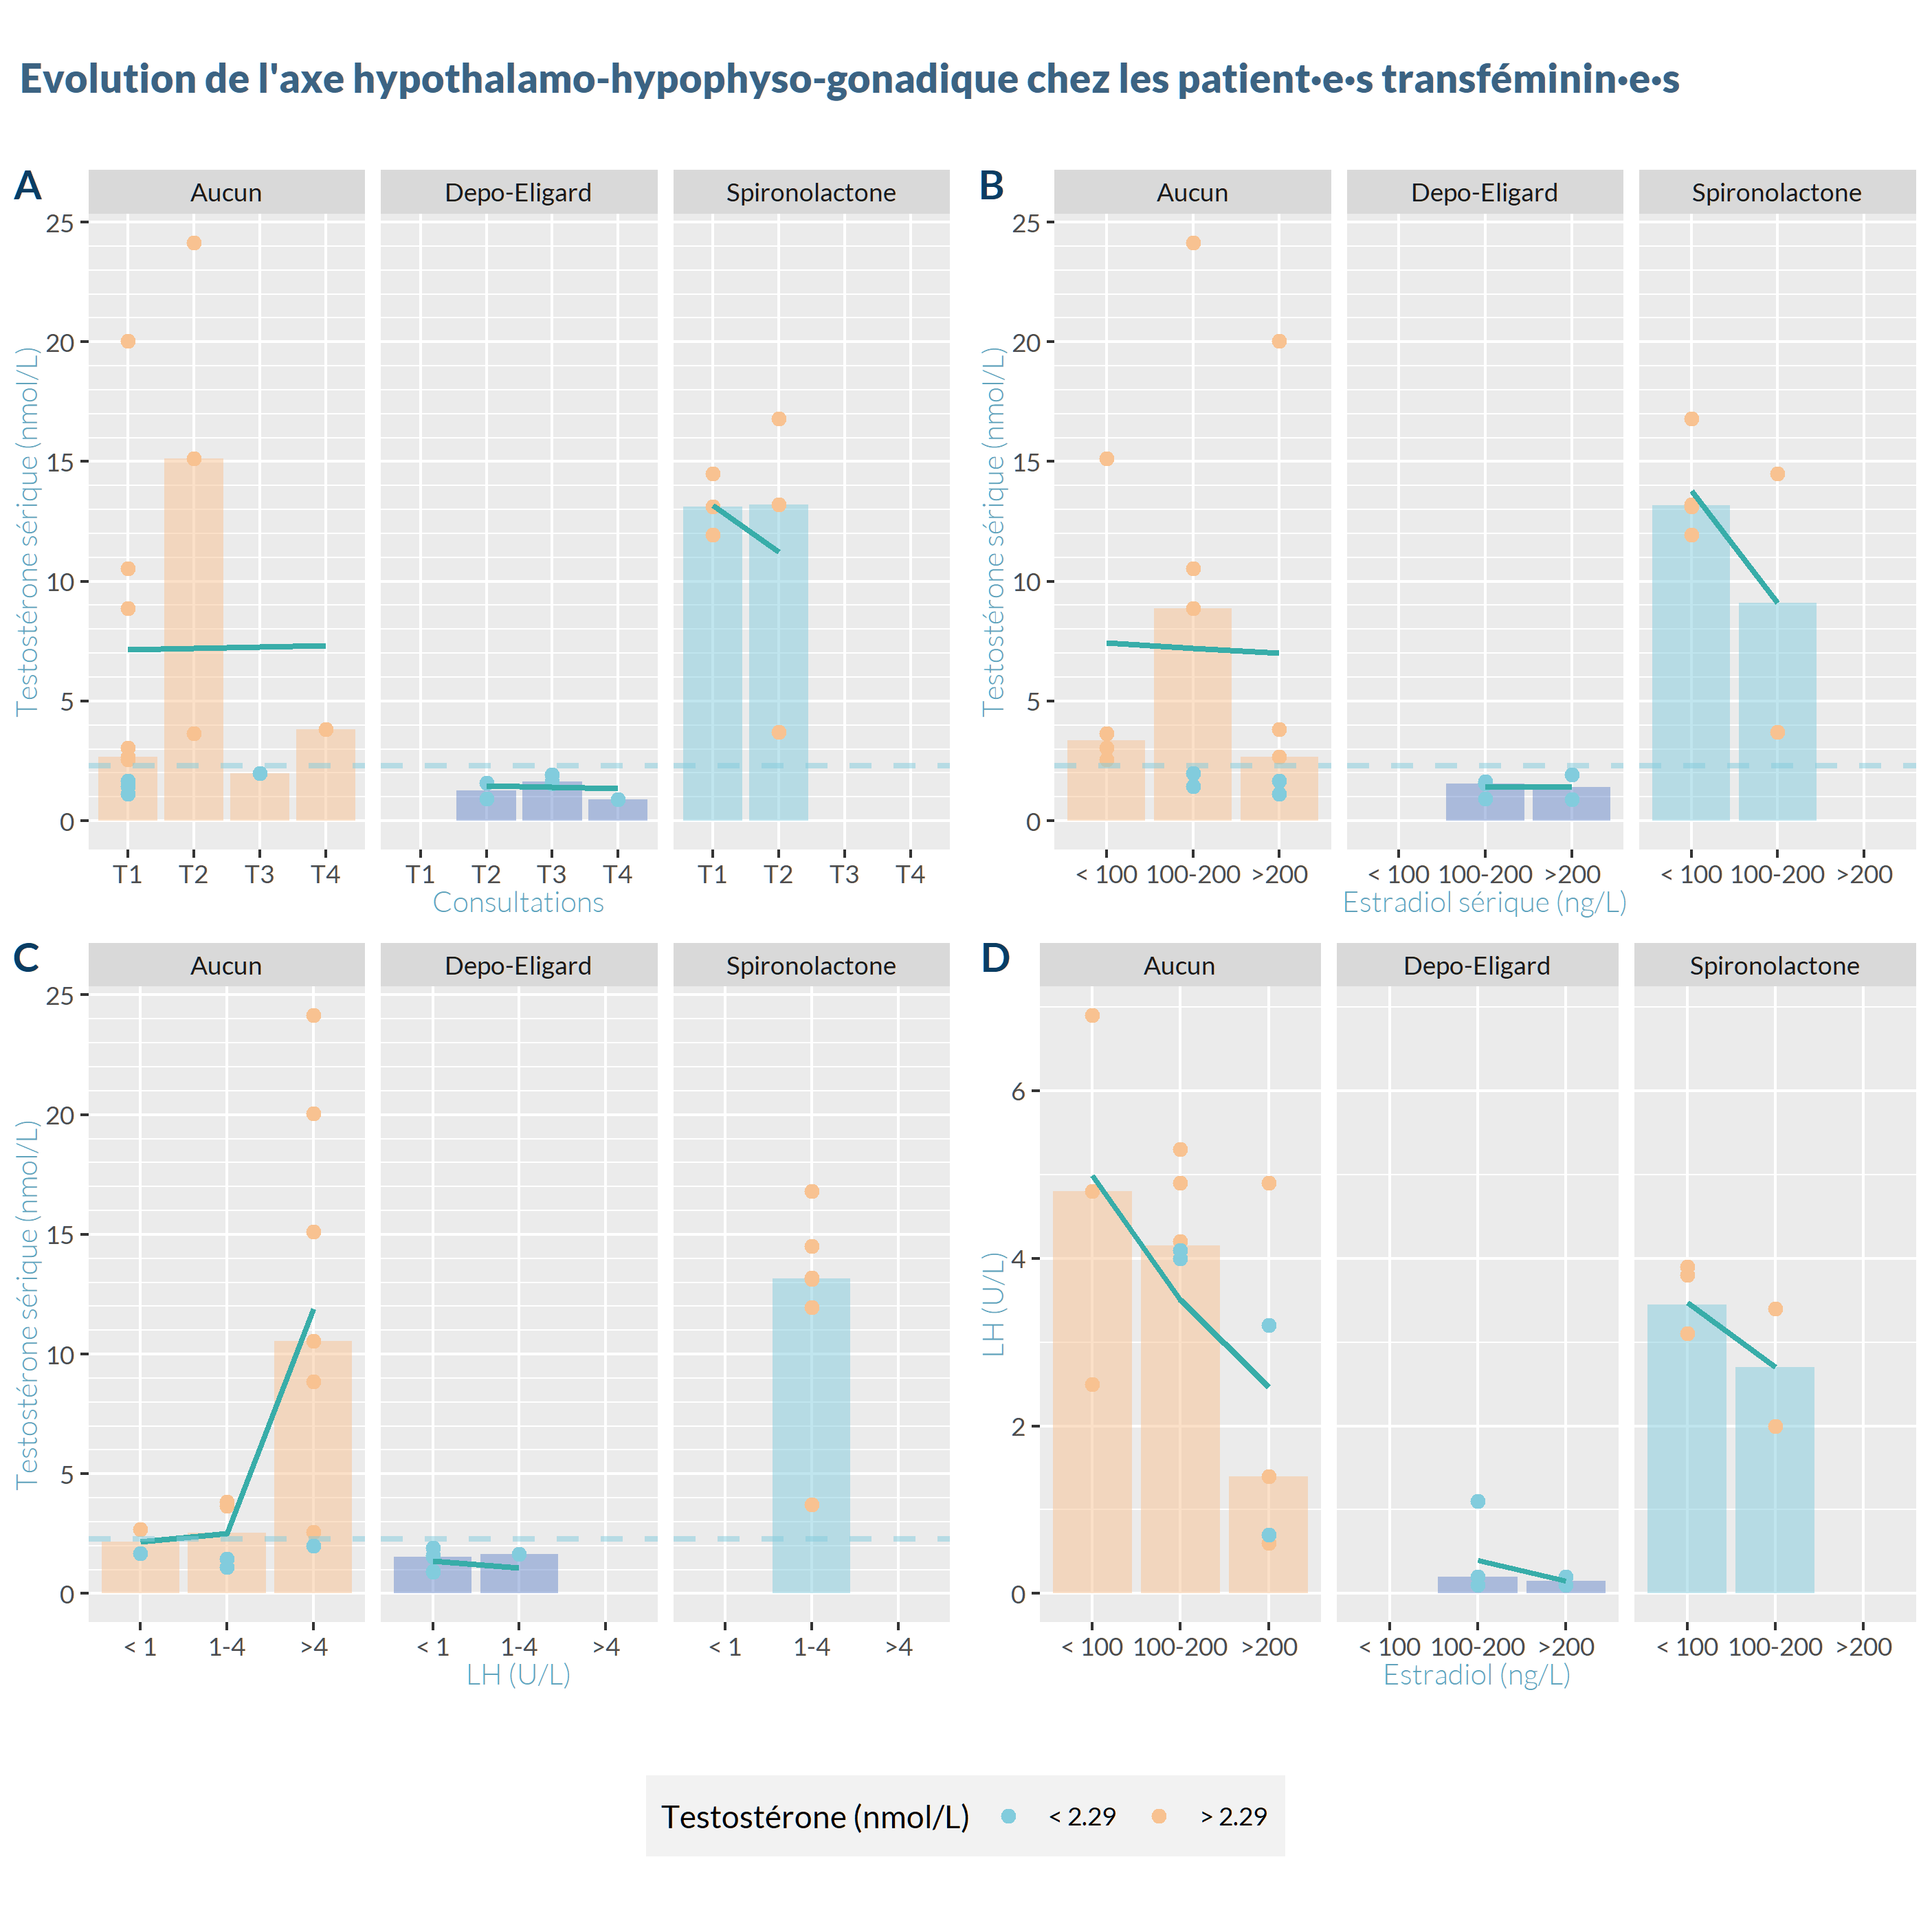 Evolution de l'axe hypothalamo-hypophyso-gonadique chez les patient·e·s transféminin·e·s
A
Aucun Depo-Eligard Spironolactone
Testostérone sérique (nmol/L)
25
20
15
10
5
0
T1 T2 T3 T4 T1 T2 T3 T4 T1 T2 T3 T4
Consultations
B
Aucun Depo-Eligard Spironolactone
Testostérone sérique (nmol/L)
25
20
15
10
5
0
< 100 100-200 >200 < 100 100-200 >200 < 100 100-200 >200
Estradiol sérique (ng/L)
C
Aucun Depo-Eligard Spironolactone
Testostérone sérique (nmol/L)
25
20
15
10
5
0
< 1 1-4 >4 < 1 1-4 >4 < 1 1-4 >4
LH (U/L)
D
Aucun Depo-Eligard Spironolactone
LH (U/L)
6
4
2
0
< 100 100-200 >200 < 100 100-200 >200 < 100 100-200 >200
Estradiol (ng/L)
Testostérone (nmol/L) < 2.29 > 2.29